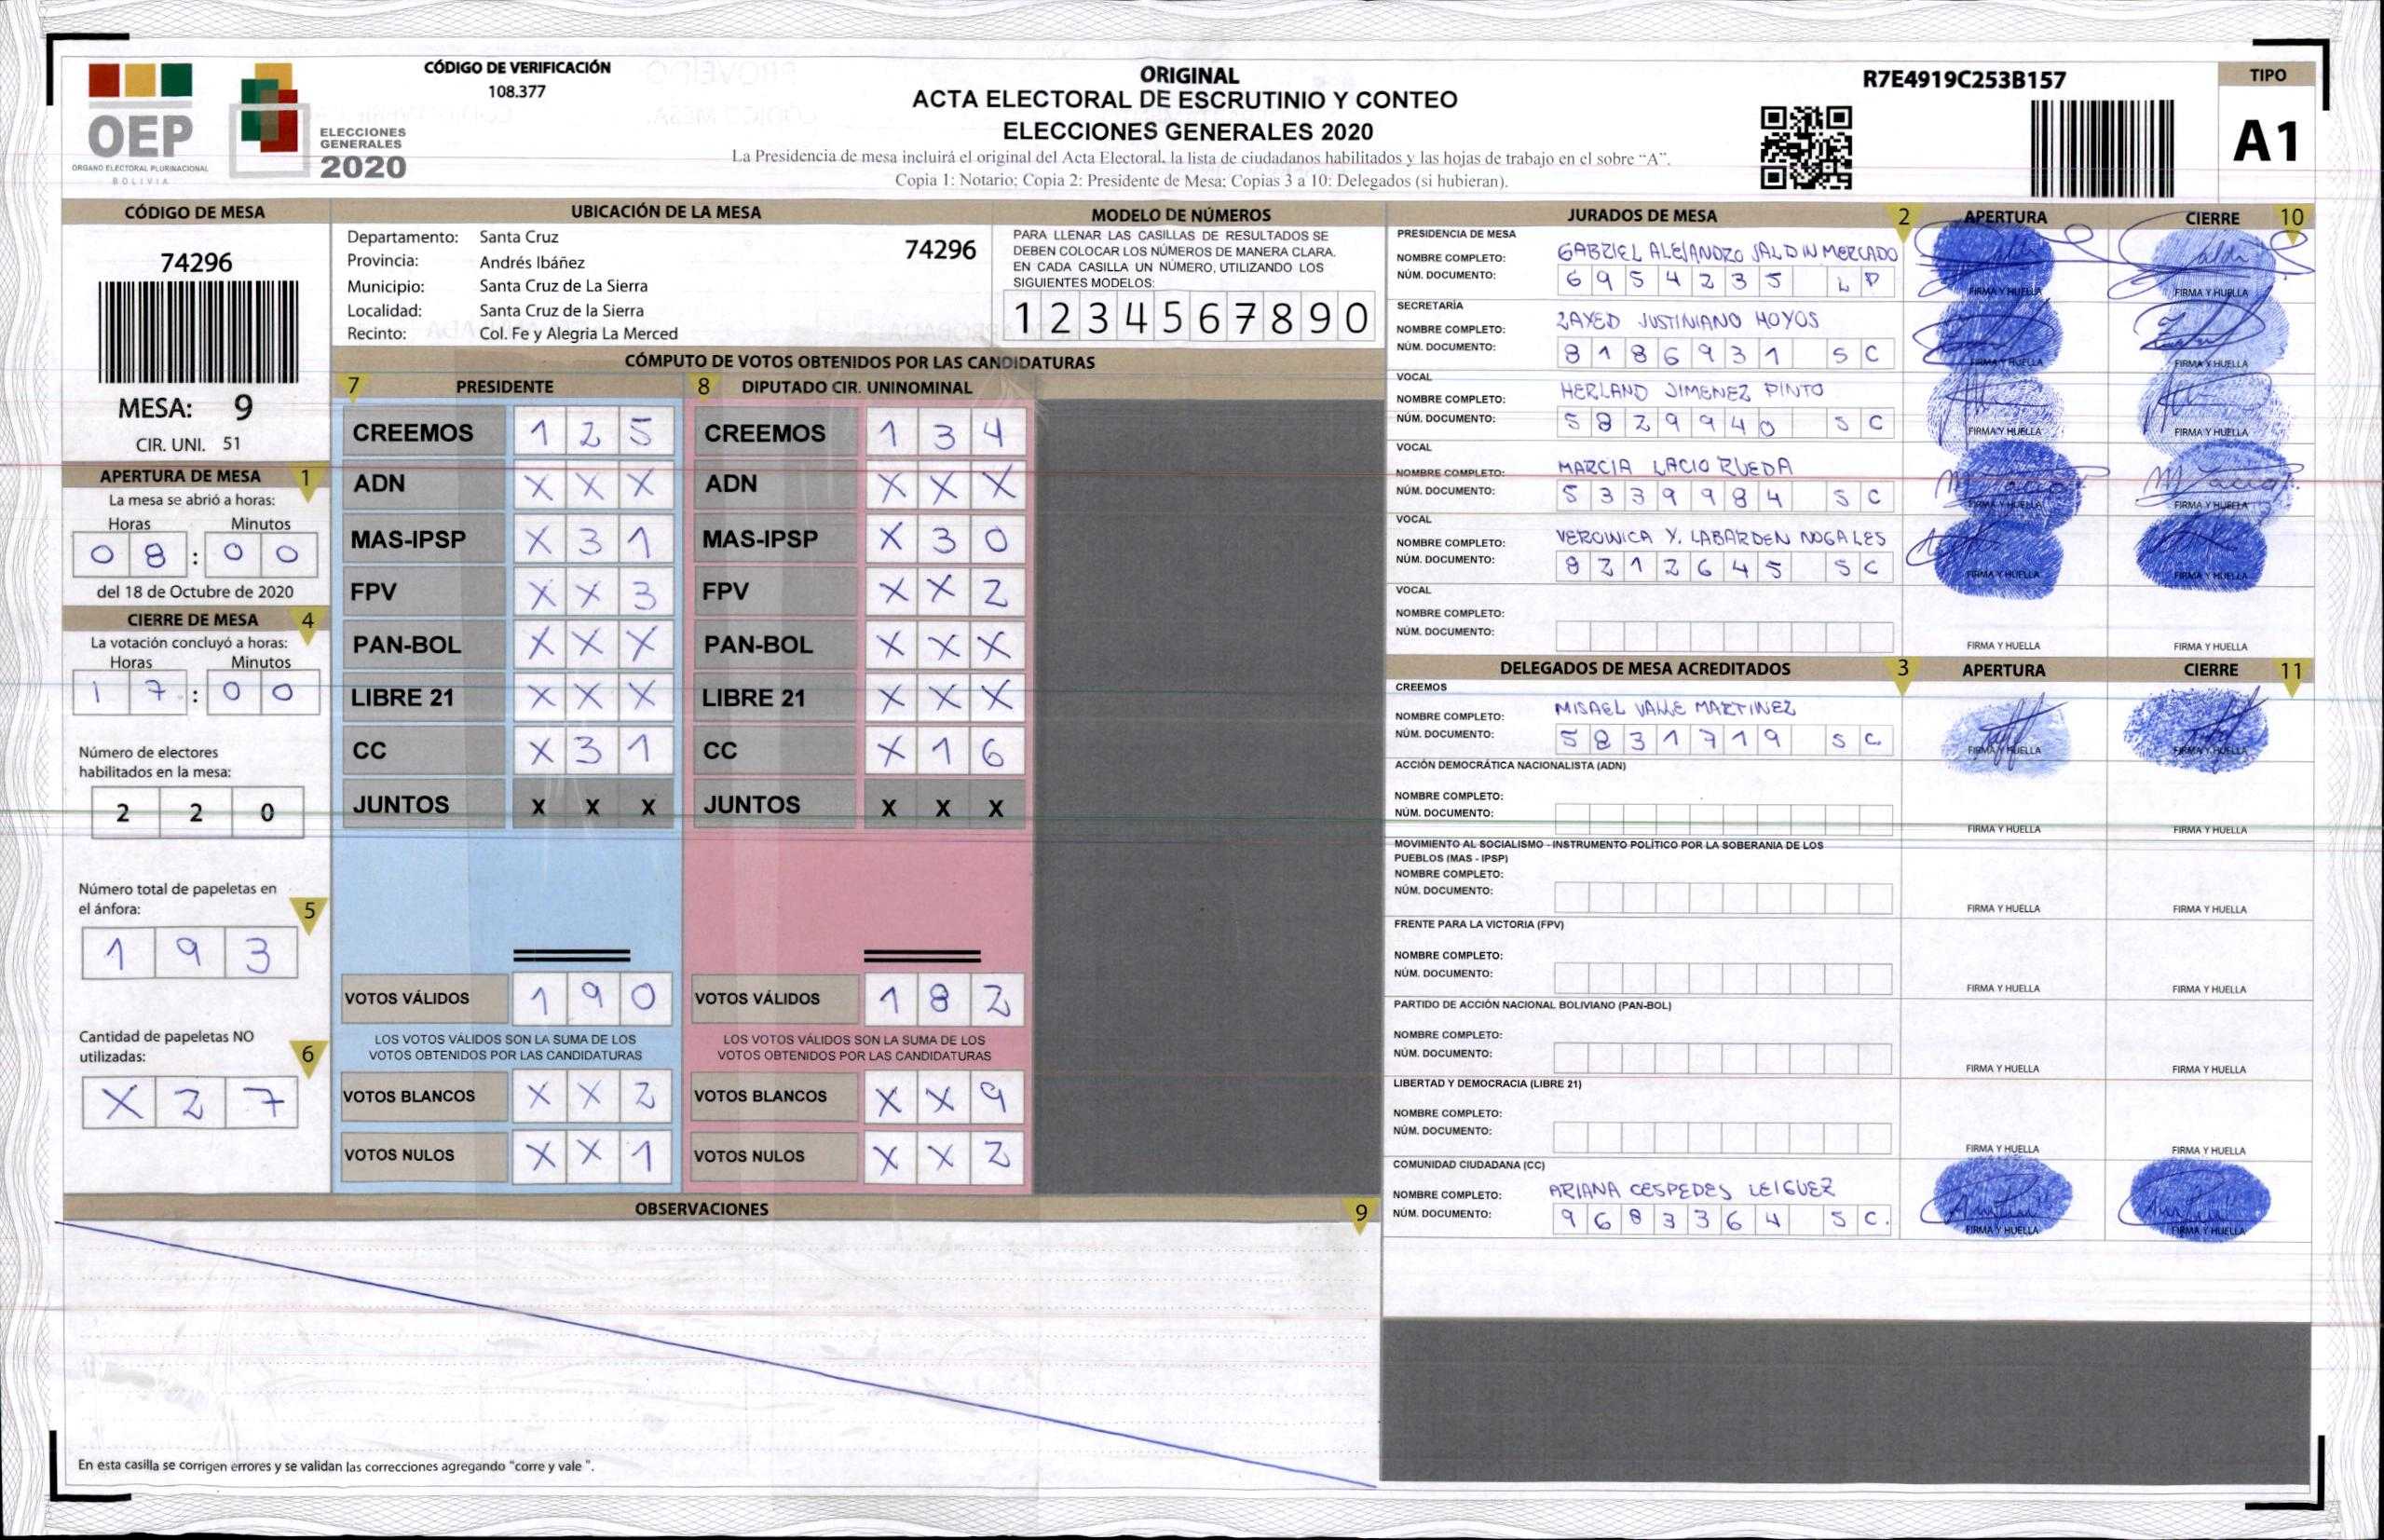 CÓDIGO DE VERIFICACIÓN
108.377
OEP
ORGANO ELECTORAL PLURINACIONAL
BOLIVIA
ELECCIONES
GENERALES
2020
ORIGINAL
ACTA ELECTORAL DE ESCRUTINIO Y CONTEO
ELECCIONES GENERALES 2020
La Presidencia de mesa incluirá el original del Acta Electoral, la lista de ciudadanos habilitados y las hojas de trabajo en el sobre “A”.
Copia 1: Notario; Copia 2: Presidente de Mesa; Copias 3 a 10: Delegados (si hubieran).
R7E4919C253B157
TIPO
A1
CÓDIGO DE MESA
74296
MESA: 9
CIR. UNI. 51
APERTURA DE MESA 1
La mesa se abrió a horas:
Horas Minutos
0 8 : 0 0
del 18 de Octubre de 2020
CIERRE DE MESA 4
La votación concluyó a horas:
Horas Minutos
1 7 : 0 0
Número de electores
habilitados en la mesa:
2 2 0
Número total de papeletas en
el ánfora: 5
1 9 3
Cantidad de papeletas NO
utilizadas: 6
X 2 7
UBICACIÓN DE LA MESA
Departamento: Santa Cruz 74296
Provincia: Andrés Ibáñez
Municipio: Santa Cruz de La Sierra
Localidad: Santa Cruz de la Sierra
Recinto: Col. Fe y Alegria La Merced
MODELO DE NÚMEROS
PARA LLENAR LAS CASILLAS DE RESULTADOS SE
DEBEN COLOCAR LOS NÚMEROS DE MANERA CLARA.
EN CADA CASILLA UN NÚMERO, UTILIZANDO LOS
SIGUIENTES MODELOS:
1 2 3 4 5 6 7 8 9 0
CÓMPUTO DE VOTOS OBTENIDOS POR LAS CANDIDATURAS
7 PRESIDENTE
CREEMOS 1 2 5
ADN X X X
MAS-IPSP X 3 1
FPV X X 3
PAN-BOL X X X
LIBRE 21 X X X
CC X 3 1
JUNTOS X X X
VOTOS VÁLIDOS 1 9 0
LOS VOTOS VÁLIDOS SON LA SUMA DE LOS
VOTOS OBTENIDOS POR LAS CANDIDATURAS
VOTOS BLANCOS X X 2
VOTOS NULOS X X 1
8 DIPUTADO CIR. UNINOMINAL
CREEMOS 1 3 4
ADN X X X
MAS-IPSP X 3 0
FPV X X 2
PAN-BOL X X X
LIBRE 21 X X X
CC X 1 6
JUNTOS X X X
VOTOS VÁLIDOS 1 8 2
LOS VOTOS VÁLIDOS SON LA SUMA DE LOS
VOTOS OBTENIDOS POR LAS CANDIDATURAS
VOTOS BLANCOS X X 9
VOTOS NULOS X X 2
OBSERVACIONES 9
En esta casilla se corrigen errores y se validan las correcciones agregando "corre y vale ".
JURADOS DE MESA 2 APERTURA CIERRE 10
PRESIDENCIA DE MESA
NOMBRE COMPLETO: GABRIEL ALEJANDRO SALDIN MERCADO
NÚM. DOCUMENTO: 6 9 5 4 2 3 5 L P
FIRMA Y HUELLA FIRMA Y HUELLA
SECRETARÍA
NOMBRE COMPLETO: ZAYED JUSTINIANO HOYOS
NÚM. DOCUMENTO: 8 1 8 6 9 3 1 S C
FIRMA Y HUELLA FIRMA Y HUELLA
VOCAL
NOMBRE COMPLETO: HERLAND JIMENEZ PINTO
NÚM. DOCUMENTO: 5 8 2 9 9 4 0 S C
FIRMA Y HUELLA FIRMA Y HUELLA
VOCAL
NOMBRE COMPLETO: MARCIA LACIO RUEDA
NÚM. DOCUMENTO: 5 3 3 9 9 8 4 S C
FIRMA Y HUELLA FIRMA Y HUELLA
VOCAL
NOMBRE COMPLETO: VERONICA Y. LABARDEN NOGALES
NÚM. DOCUMENTO: 8 2 1 2 6 4 5 S C
FIRMA Y HUELLA FIRMA Y HUELLA
VOCAL
NOMBRE COMPLETO:
NÚM. DOCUMENTO:
FIRMA Y HUELLA FIRMA Y HUELLA
DELEGADOS DE MESA ACREDITADOS 3 APERTURA CIERRE 11
CREEMOS
NOMBRE COMPLETO: MISAEL VALLE MARTINEZ
NÚM. DOCUMENTO: 5 8 3 1 7 1 9 S C
FIRMA Y HUELLA FIRMA Y HUELLA
ACCIÓN DEMOCRÁTICA NACIONALISTA (ADN)
NOMBRE COMPLETO:
NÚM. DOCUMENTO:
FIRMA Y HUELLA FIRMA Y HUELLA
MOVIMIENTO AL SOCIALISMO - INSTRUMENTO POLÍTICO POR LA SOBERANIA DE LOS
PUEBLOS (MAS - IPSP)
NOMBRE COMPLETO:
NÚM. DOCUMENTO:
FIRMA Y HUELLA FIRMA Y HUELLA
FRENTE PARA LA VICTORIA (FPV)
NOMBRE COMPLETO:
NÚM. DOCUMENTO:
FIRMA Y HUELLA FIRMA Y HUELLA
PARTIDO DE ACCIÓN NACIONAL BOLIVIANO (PAN-BOL)
NOMBRE COMPLETO:
NÚM. DOCUMENTO:
FIRMA Y HUELLA FIRMA Y HUELLA
LIBERTAD Y DEMOCRACIA (LIBRE 21)
NOMBRE COMPLETO:
NÚM. DOCUMENTO:
FIRMA Y HUELLA FIRMA Y HUELLA
COMUNIDAD CIUDADANA (CC)
NOMBRE COMPLETO: ARIANA CESPEDES LEIGUEZ
NÚM. DOCUMENTO: 9 6 8 3 3 6 4 S C.
FIRMA Y HUELLA FIRMA Y HUELLA